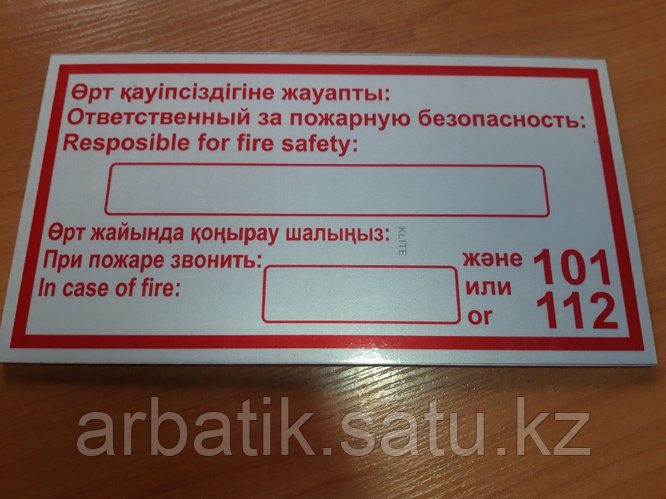 Өрт қауіпсіздігіне жауапты:
Ответственный за пожарную безопасность:
Resposible for fire safety:
Өрт жайында қоңырау шалыңыз:
При пожаре звонить:
In case of fire:
KLITE
және
или
or
101
112
arbatik.satu.kz